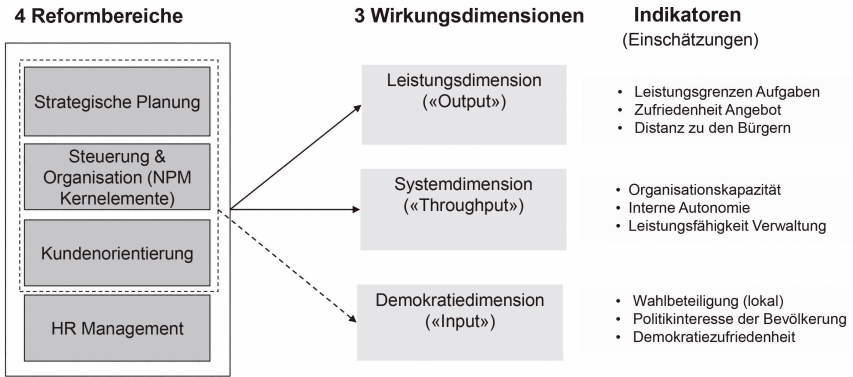 4 Reformbereiche
Strategische Planung
Steuerung &
Organisation (NPM
Kernelemente)
Kundenorientierung
HR Management
3 Wirkungsdimensionen
Leistungsdimension
(«Output»)
Systemdimension
(«Throughput»)
Demokratiedimension
(«Input»)
Indikatoren
(Einschätzungen)
• Leistungsgrenzen Aufgaben
• Zufriedenheit Angebot
• Distanz zu den Bürgern
• Organisationskapazität
• Interne Autonomie
• Leistungsfähigkeit Verwaltung
• Wahlbeteiligung (lokal)
• Politikinteresse der Bevölkerung
• Demokratiezufriedenheit